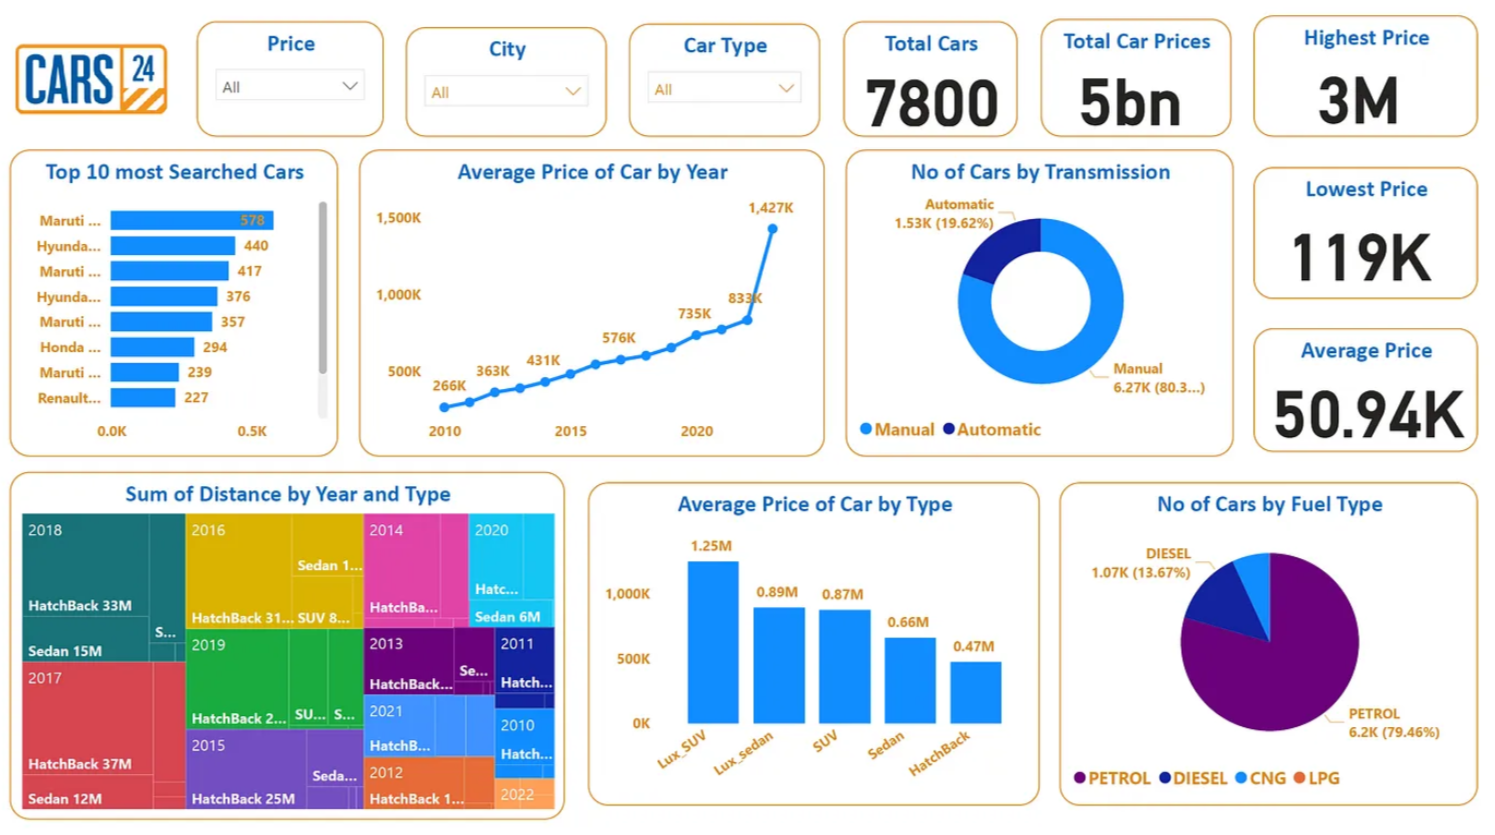 CARS 24
Price
All
City
All
Car Type
All
Total Cars
7800
Total Car Prices
5bn
Highest Price
3M
Top 10 most Searched Cars
Maruti ...
578
Hyunda...
440
Maruti ...
417
Hyunda...
376
Maruti ...
357
Honda ...
294
Maruti ...
239
Renault...
227
0.0K
0.5K
Average Price of Car by Year
1,500K
1,000K
500K
266K
363K
431K
576K
735K
833K
1,427K
2010
2015
2020
No of Cars by Transmission
Automatic
1.53K (19.62%)
Manual
6.27K (80.3...)
Manual
Automatic
Lowest Price
119K
Average Price
50.94K
Sum of Distance by Year and Type
2018
HatchBack 33M
S...
Sedan 15M
2017
HatchBack 37M
Sedan 12M
2016
Sedan 1...
HatchBack 31...
SUV 8...
2019
HatchBack 2...
SU...
S...
2015
Seda...
HatchBack 25M
2014
HatchBa...
2020
Hatc...
Sedan 6M
2013
Se...
HatchBack...
2011
Hatch...
2021
HatchB...
2010
Hatch...
2012
HatchBack 1...
2022
Average Price of Car by Type
1,000K
500K
0K
1.25M
0.89M
0.87M
0.66M
0.47M
Lux_SUV
Lux_sedan
SUV
Sedan
HatchBack
No of Cars by Fuel Type
DIESEL
1.07K (13.67%)
PETROL
6.2K (79.46%)
PETROL
DIESEL
CNG
LPG